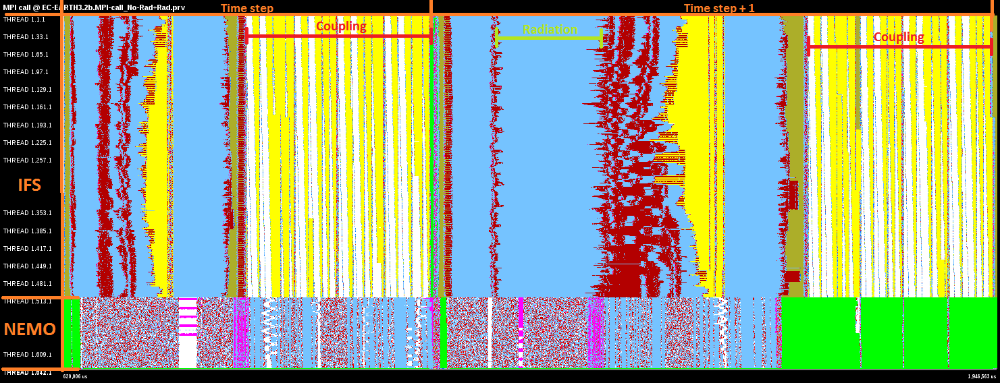 MPI call @ EC-EARTH3.2b.MPI-call_No-Rad+Rad.prv
Time step
Time step + 1
THREAD 1.1.1
Coupling
Radiation
THREAD 1.33.1
Coupling
THREAD 1.65.1
THREAD 1.97.1
THREAD 1.129.1
THREAD 1.161.1
THREAD 1.193.1
THREAD 1.225.1
THREAD 1.257.1
IFS
THREAD 1.353.1
THREAD 1.385.1
THREAD 1.417.1
THREAD 1.449.1
THREAD 1.481.1
THREAD 1.513.1
NEMO
THREAD 1.609.1
THREAD 1.642.1
620,006 us
1,946,563 us